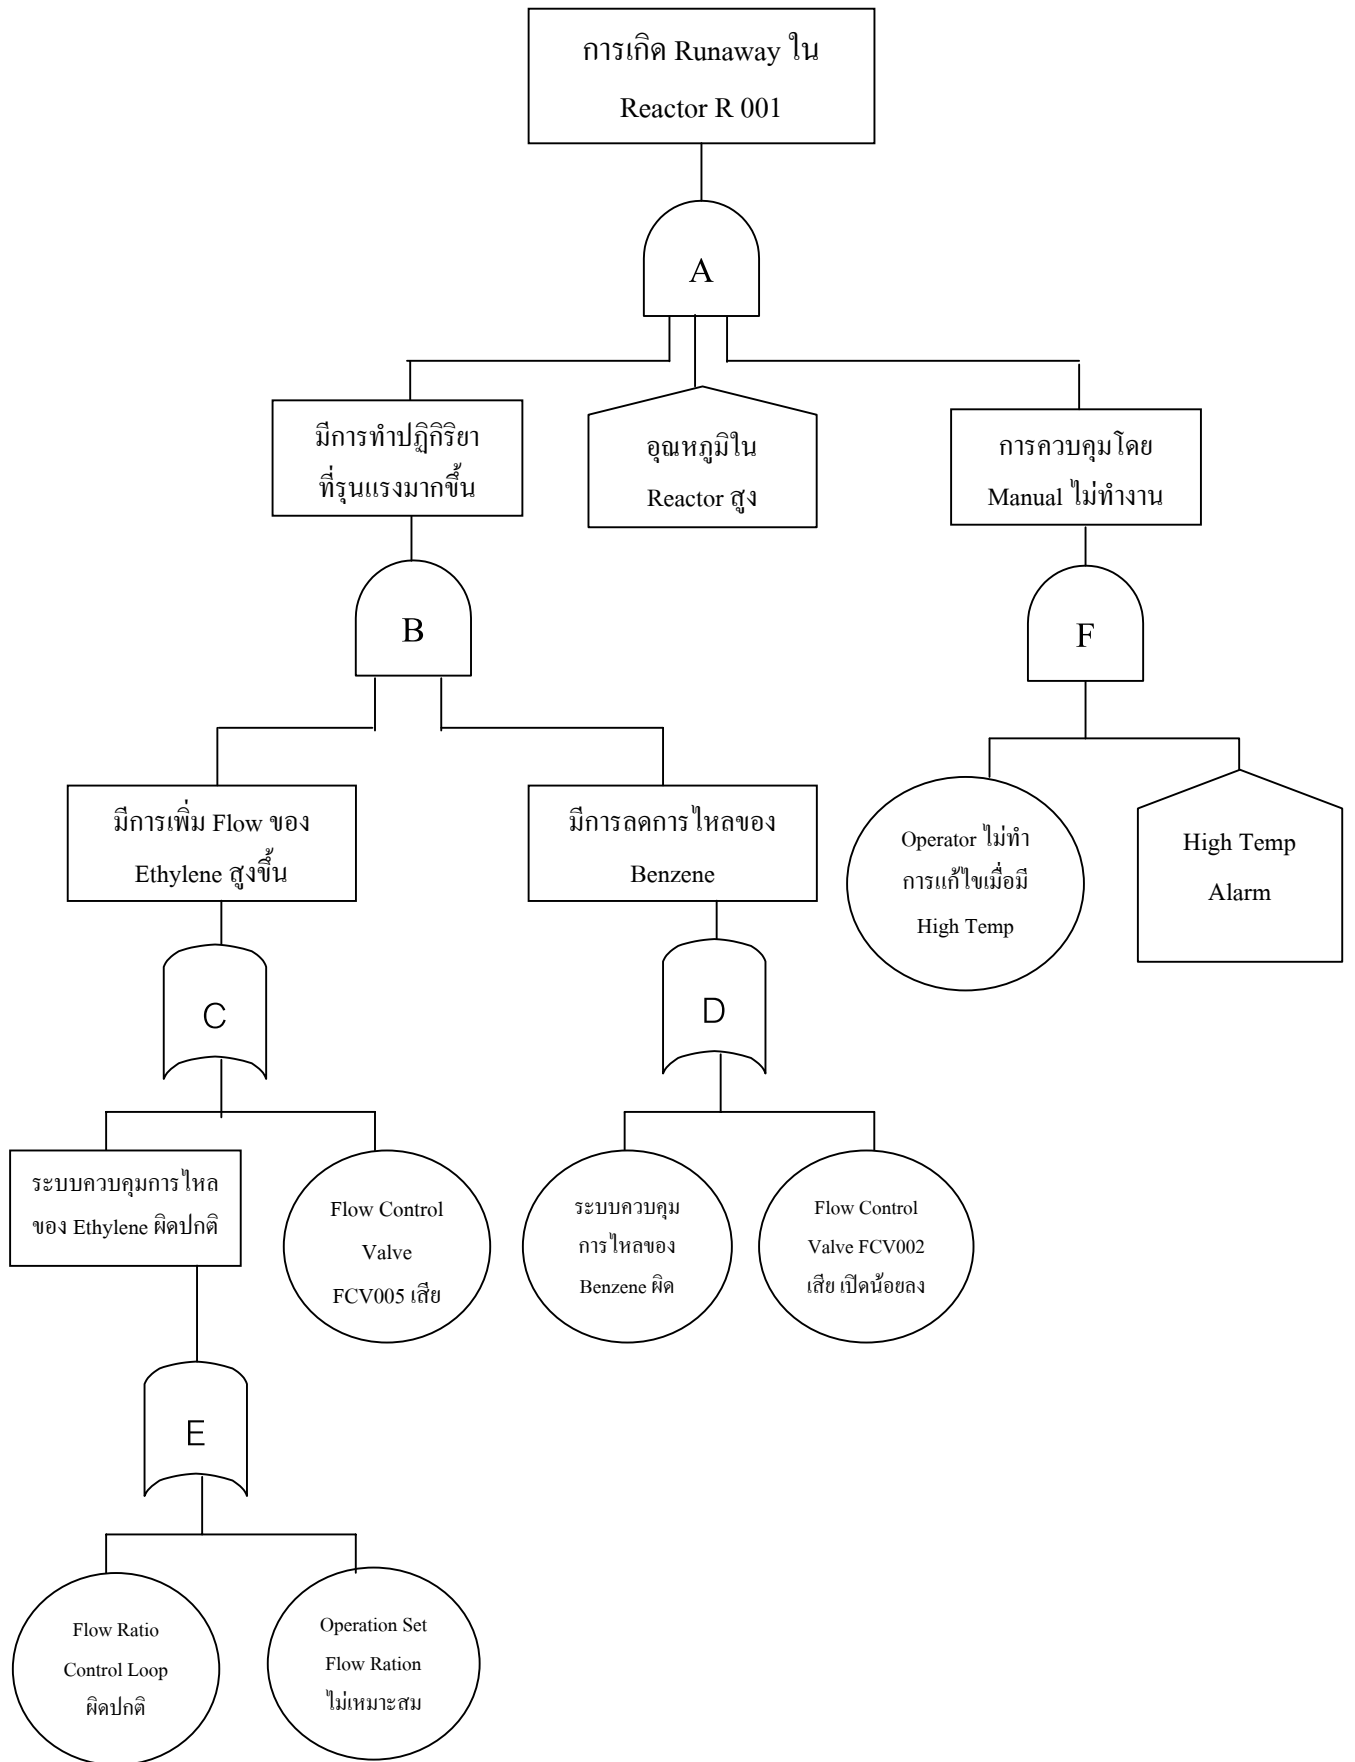 การเกิด Runaway ใน
Reactor R 001
A
มีการทำปฏิกิริยา
ที่รุนแรงมากขึ้น
อุณหภูมิใน
Reactor สูง
การควบคุมโดย
Manual ไม่ทำงาน
B
F
มีการเพิ่ม Flow ของ
Ethylene สูงขึ้น
มีการลดการไหลของ
Benzene
Operator ไม่ทำ
การแก้ไขเมื่อมี
High Temp
High Temp
Alarm
C
D
ระบบควบคุมการไหล
ของ Ethylene ผิดปกติ
Flow Control
Valve
FCV005 เสีย
ระบบควบคุม
การไหลของ
Benzene ผิด
Flow Control
Valve FCV002
เสีย เปิดน้อยลง
E
Flow Ratio
Control Loop
ผิดปกติ
Operation Set
Flow Ration
ไม่เหมาะสม